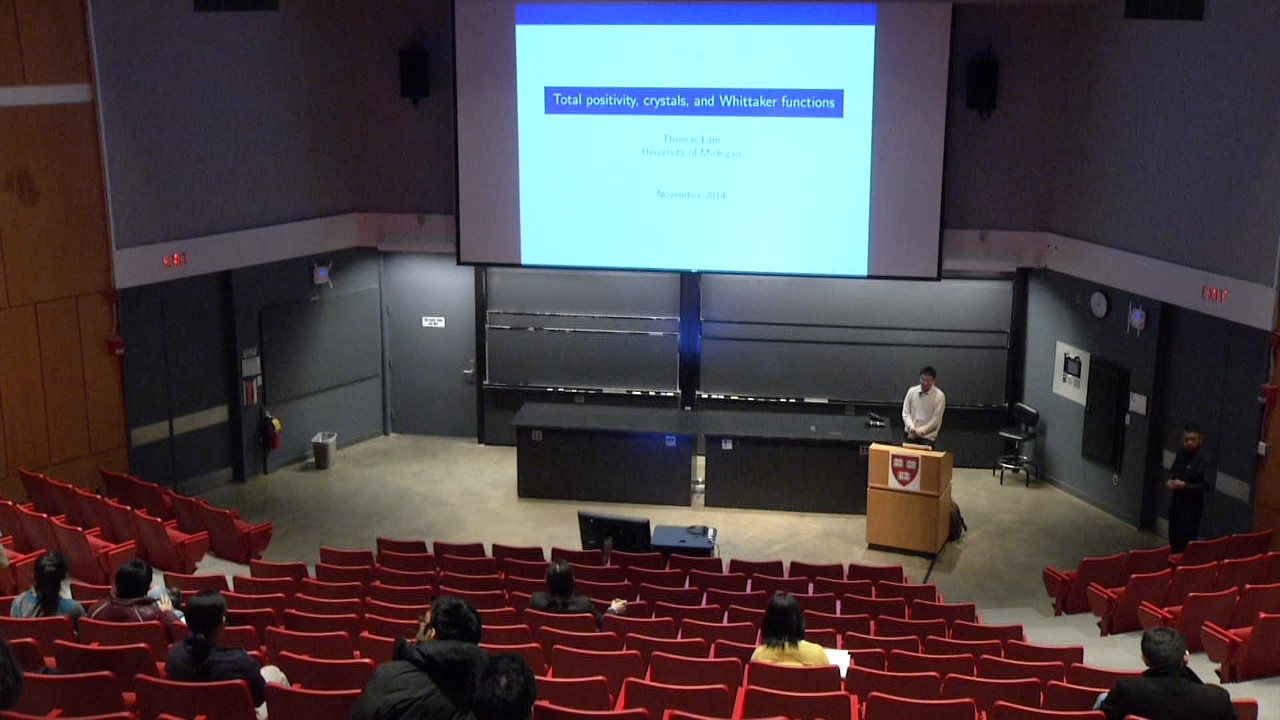 Total positivity, crystals, and Whittaker functions
Thomas Lam
University of Michigan
November 2014
EXIT
EXIT